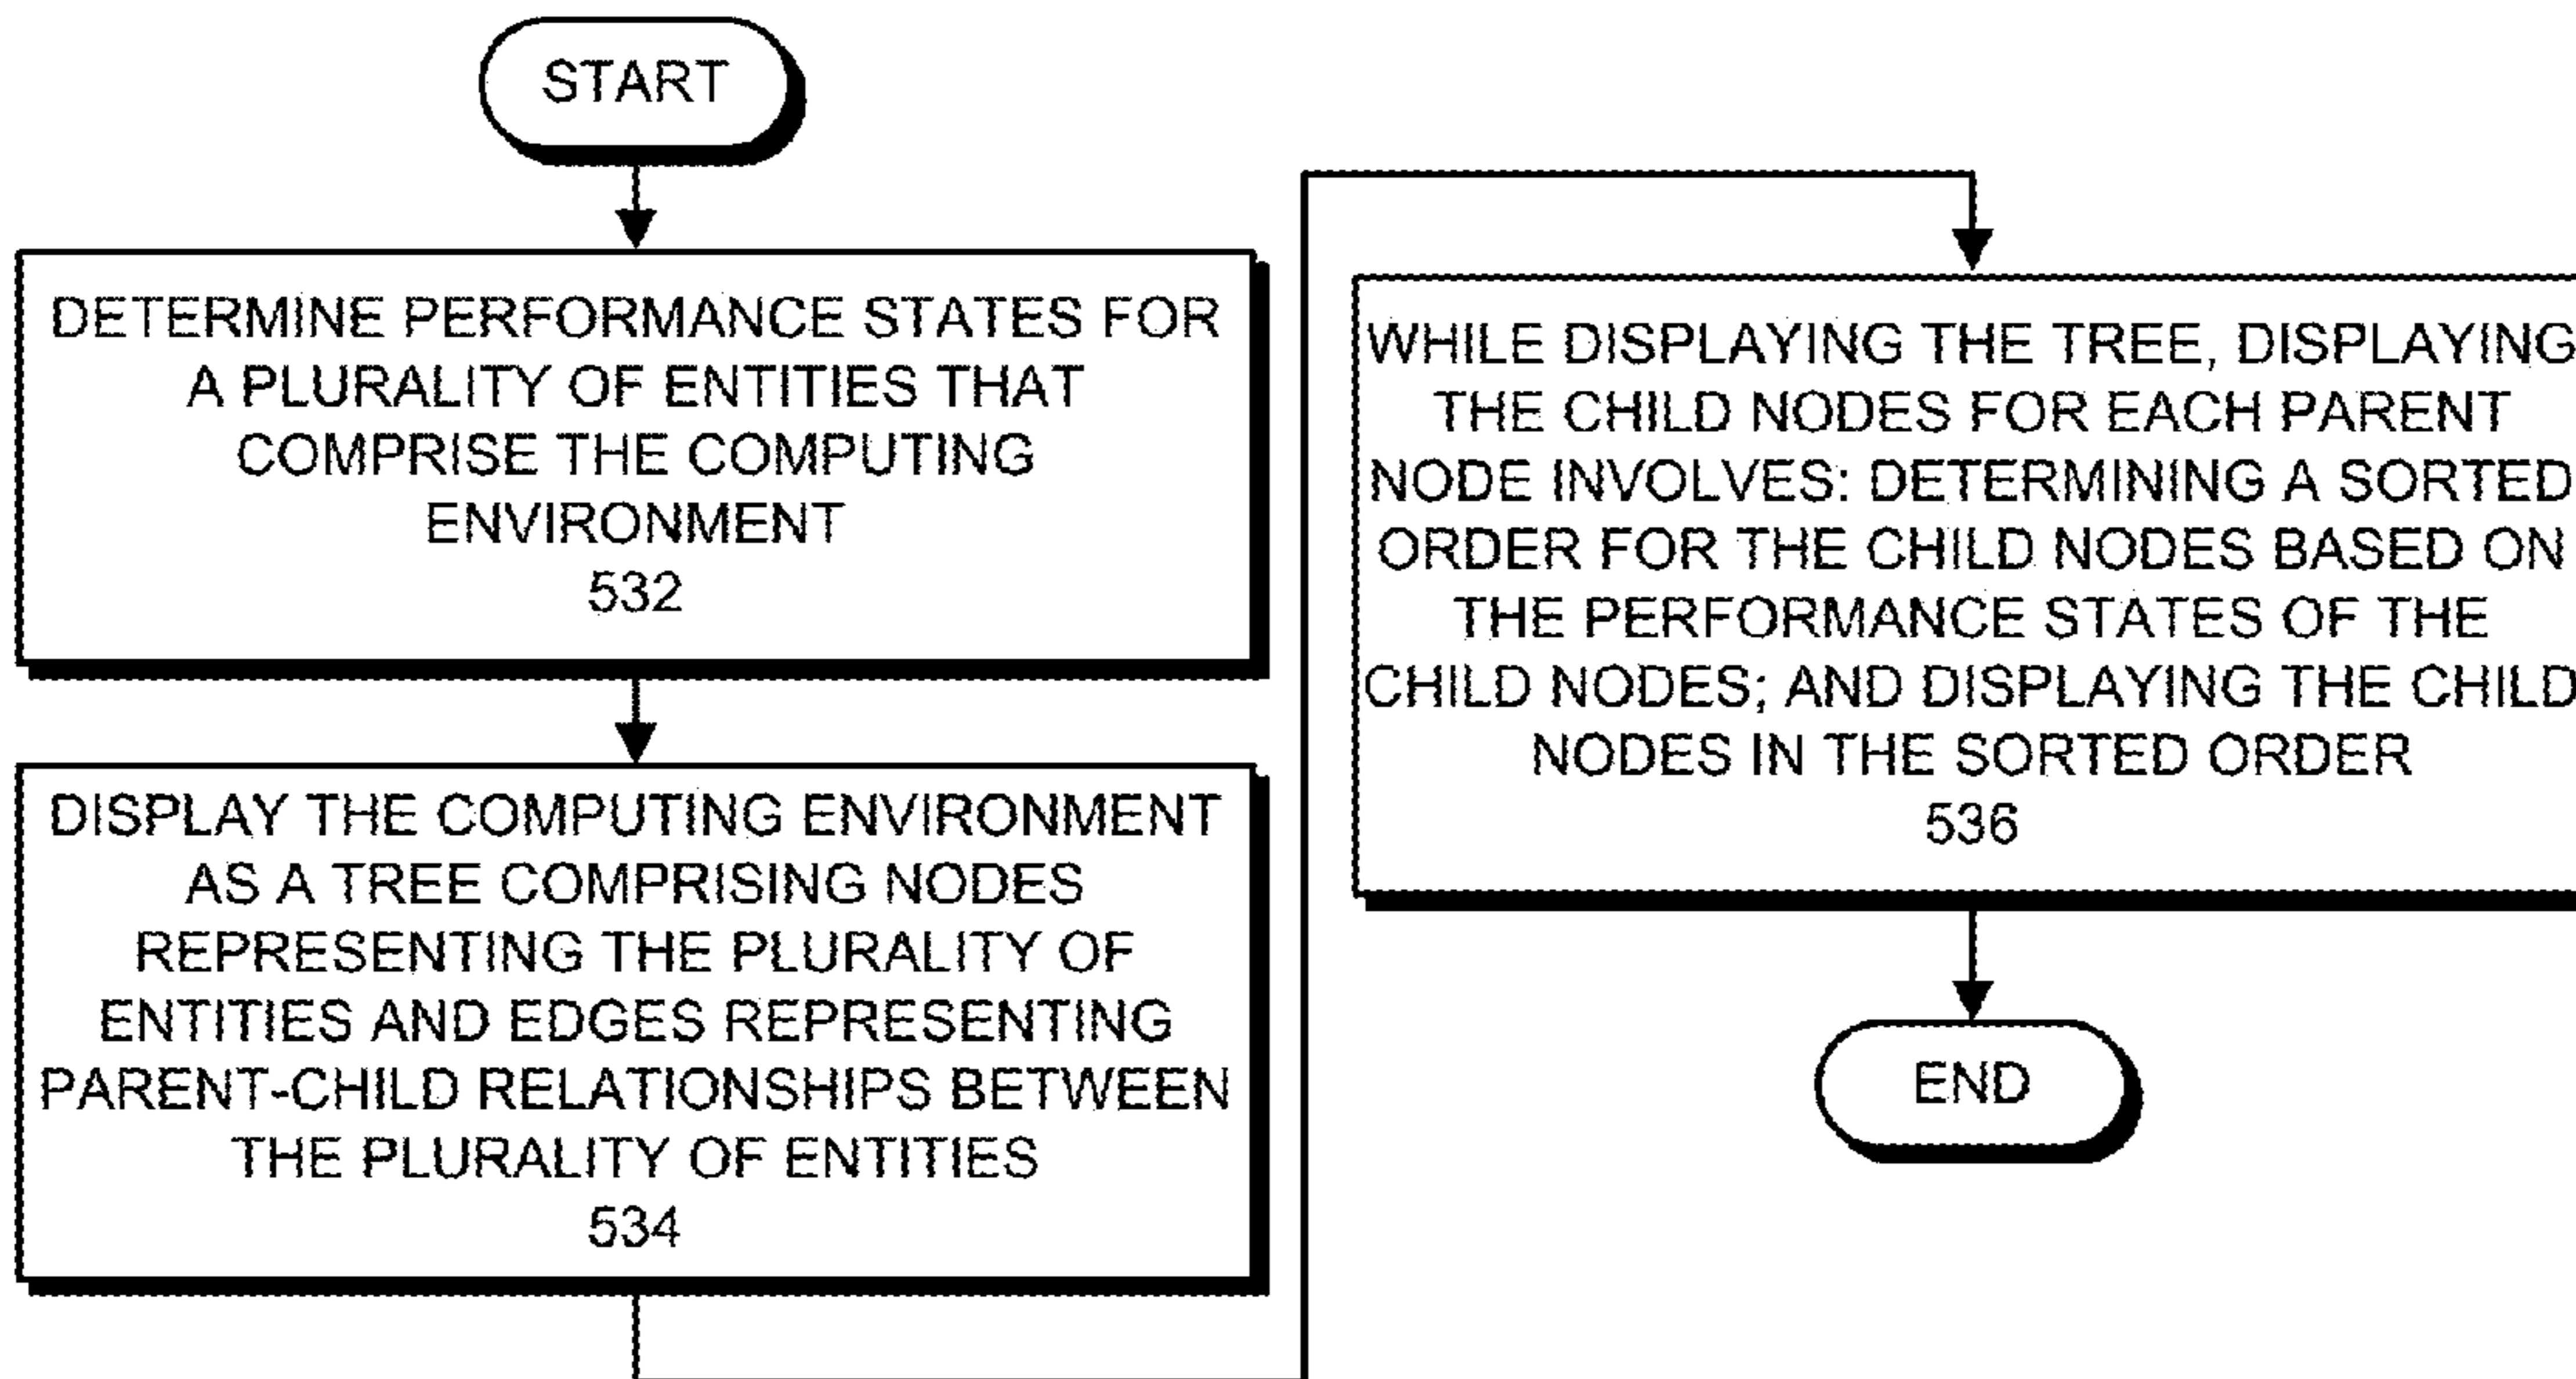 START
DETERMINE PERFORMANCE STATES FOR
A PLURALITY OF ENTITIES THAT
COMPRISE THE COMPUTING
ENVIRONMENT
532
DISPLAY THE COMPUTING ENVIRONMENT
AS A TREE COMPRISING NODES
REPRESENTING THE PLURALITY OF
ENTITIES AND EDGES REPRESENTING
PARENT-CHILD RELATIONSHIPS BETWEEN
THE PLURALITY OF ENTITIES
534
WHILE DISPLAYING THE TREE, DISPLAYING
THE CHILD NODES FOR EACH PARENT
NODE INVOLVES: DETERMINING A SORTED
ORDER FOR THE CHILD NODES BASED ON
THE PERFORMANCE STATES OF THE
CHILD NODES; AND DISPLAYING THE CHILD
NODES IN THE SORTED ORDER
536
END